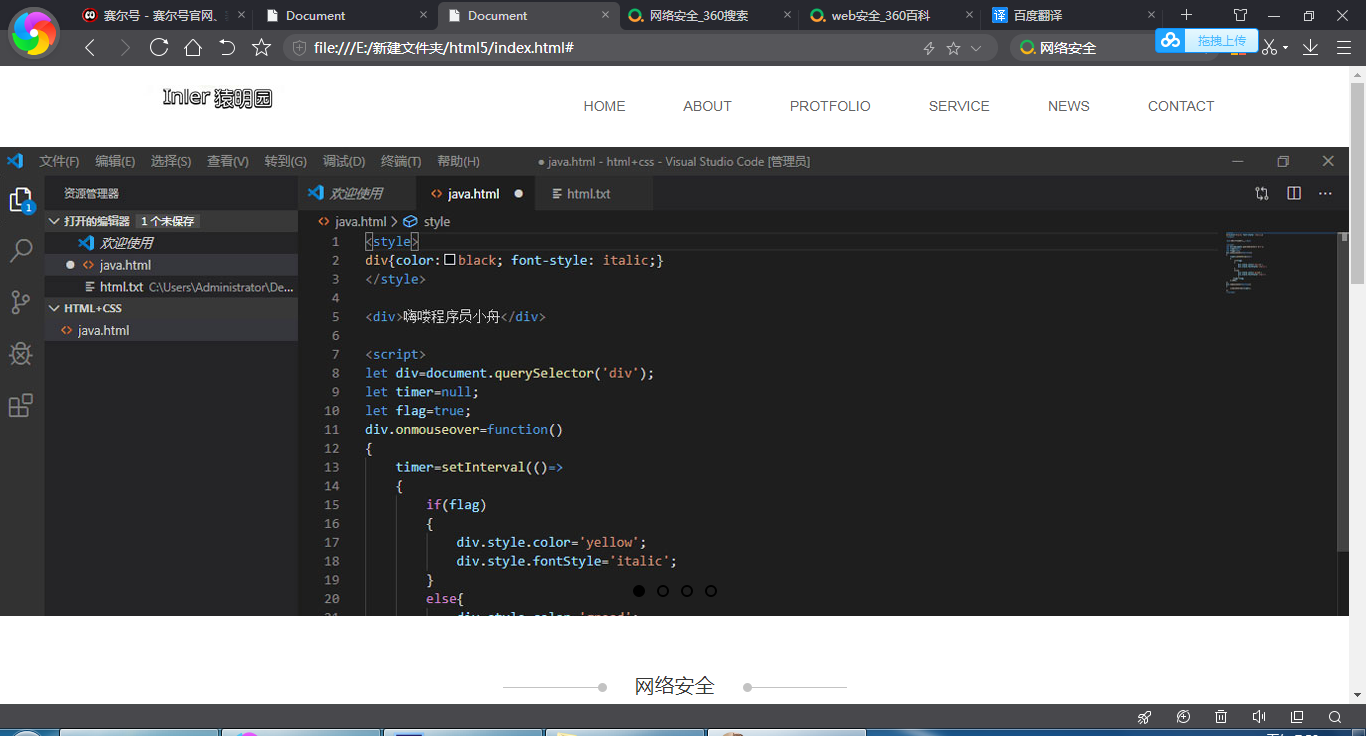 赛尔号 - 赛尔号官网、
Document
Document
网络安全_360搜索
web安全_360百科
译 百度翻译
file:///E:/新建文件夹/html5/index.html#
网络安全
拖拽上传
Inler 猿明园
HOME ABOUT PROTFOLIO SERVICE NEWS CONTACT
文件(F) 编辑(E) 选择(S) 查看(V) 转到(G) 调试(D) 终端(T) 帮助(H)
● java.html - html+css - Visual Studio Code [管理员]
资源管理器
欢迎使用
java.html
html.txt
打开的编辑器 1 个未保存
欢迎使用
java.html
html.txt C:\Users\Administrator\De...
HTML+CSS
java.html
1
java.html > style
1 <style>
2 div{color:black; font-style: italic;}
3 </style>
4
5 <div>嗨喽程序员小舟</div>
6
7 <script>
8 let div=document.querySelector('div');
9 let timer=null;
10 let flag=true;
11 div.onmouseover=function()
12 {
13 timer=setInterval(()=>
14 {
15 if(flag)
16 {
17 div.style.color='yellow';
18 div.style.fontStyle='italic';
19 }
20 else{
网络安全